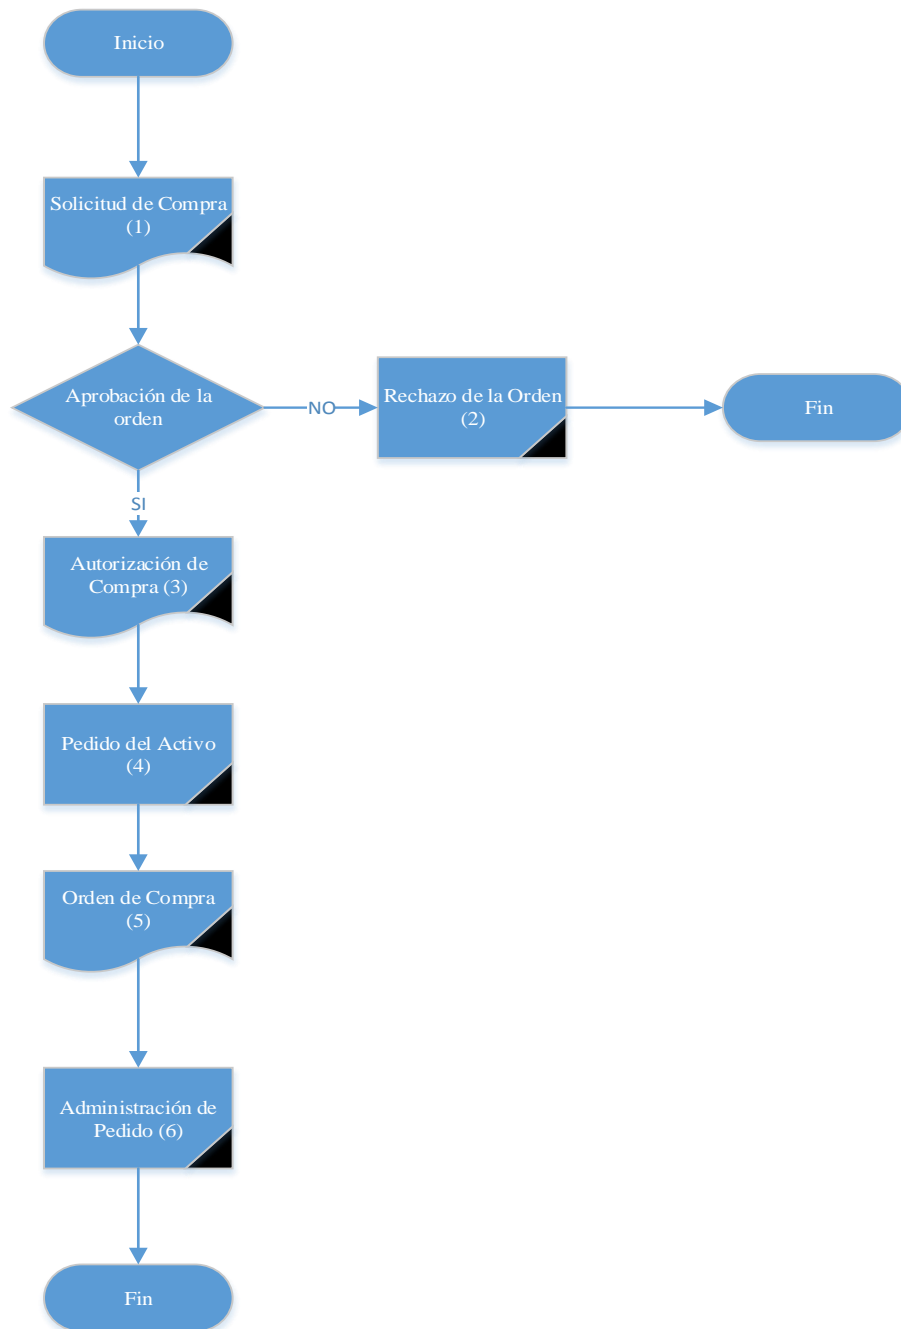 Inicio
Solicitud de Compra
(1)
Aprobación de la
orden
NO
Rechazo de la Orden
(2)
Fin
SI
Autorización de
Compra (3)
Pedido del Activo
(4)
Orden de Compra
(5)
Administración de
Pedido (6)
Fin